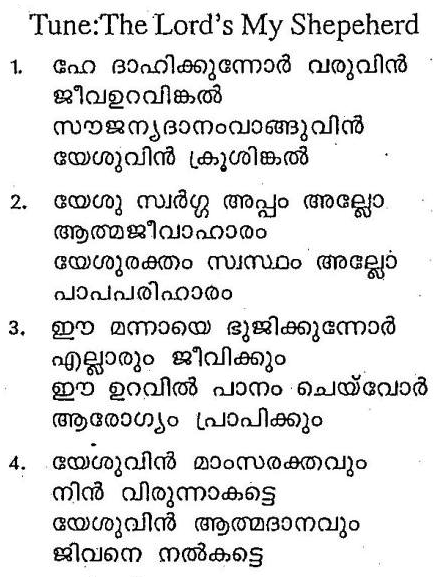 Tune:The Lord's My Shepeherd
1. ഹേ ദാഹിക്കുന്നോർ വരുവിൻ
ജീവഉറവിങ്കൽ
സൗജന്യദാനംവാങ്ങുവിൻ
യേശുവിൻ ക്രൂശിങ്കൽ
2. യേശു സ്വർഗ്ഗ അപ്പം അല്ലോ
ആത്മജീവാഹാരം
യേശുരക്തം സ്വസ്ഥം അല്ലോ
പാപപരിഹാരം
3. ഈ മന്നായെ ഭുജിക്കുന്നോർ
എല്ലാരും ജീവിക്കും
ഈ ഉറവിൽ പാനം ചെയ്‌വോർ
ആരോഗ്യം പ്രാപിക്കും
4. യേശുവിൻ മാംസരക്തവും
നിൻ വിരുന്നാകട്ടെ
യേശുവിൻ ആത്മദാനവും
ജിവനെ നൽകട്ടെ